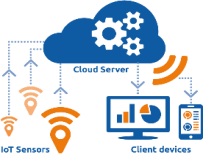 Cloud Server
IoT Sensors
Client devices